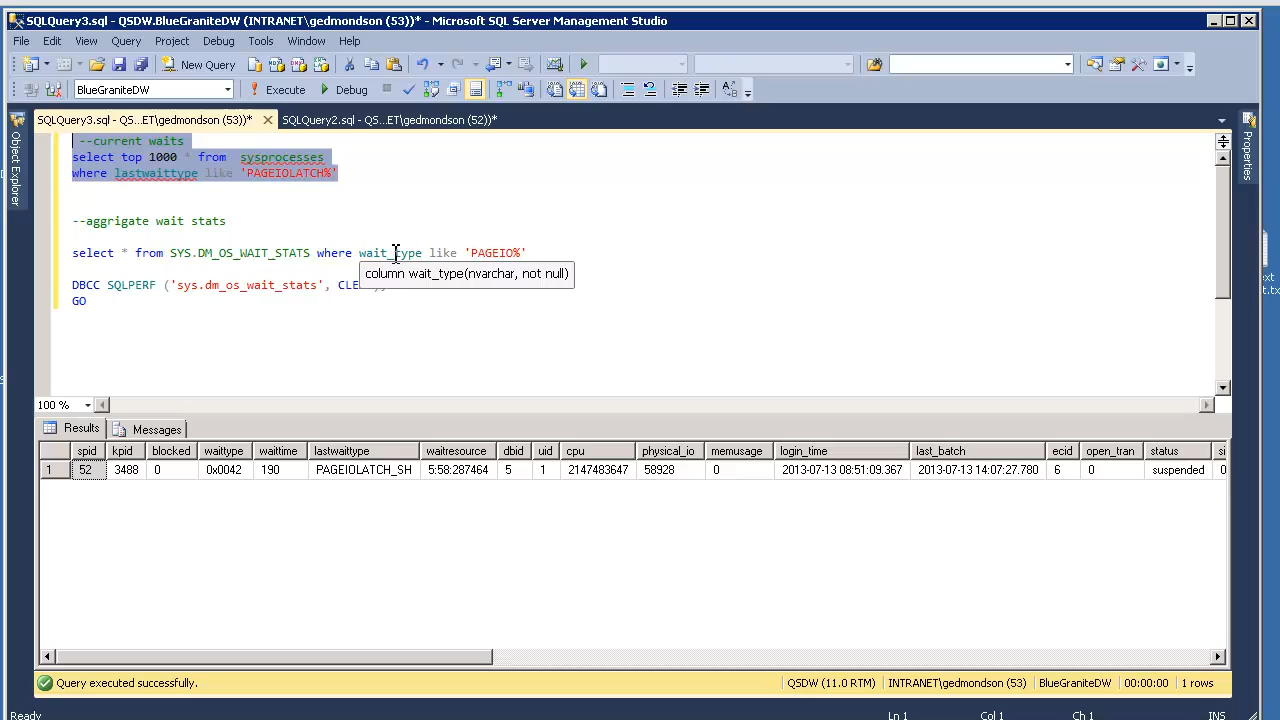 SQLQuery3.sql - QSDW.BlueGraniteDW (INTRANET\gedmondson (53))* - Microsoft SQL Server Management Studio
File Edit View Query Project Debug Tools Window Help
New Query
BlueGraniteDW Execute Debug
SQLQuery3.sql - QS...ET\gedmondson (53))* SQLQuery2.sql - QS...ET\gedmondson (52))*
Object Explorer
Properties
--current waits
select top 1000 * from sysprocesses
where lastwaittype like 'PAGEIOLATCH%'
--aggrigate wait stats
select * from SYS.DM_OS_WAIT_STATS where wait_type like 'PAGEIO%'
column wait_type(nvarchar, not null)
DBCC SQLPERF ('sys.dm_os_wait_stats', CLE
GO
100 %
Results Messages
spid kpid blocked waittype waittime lastwaittype waitresource dbid uid cpu physical_io memusage login_time last_batch ecid open_tran status
1 52 3488 0 0x0042 190 PAGEIOLATCH_SH 5:58:287464 5 1 2147483647 58928 0 2013-07-13 08:51:09.367 2013-07-13 14:07:27.780 6 0 suspended 0
Query executed successfully. QSDW (11.0 RTM) INTRANET\gedmondson (53) BlueGraniteDW 00:00:00 1 rows
Ready Ln 1 Col 1 Ch 1 INS